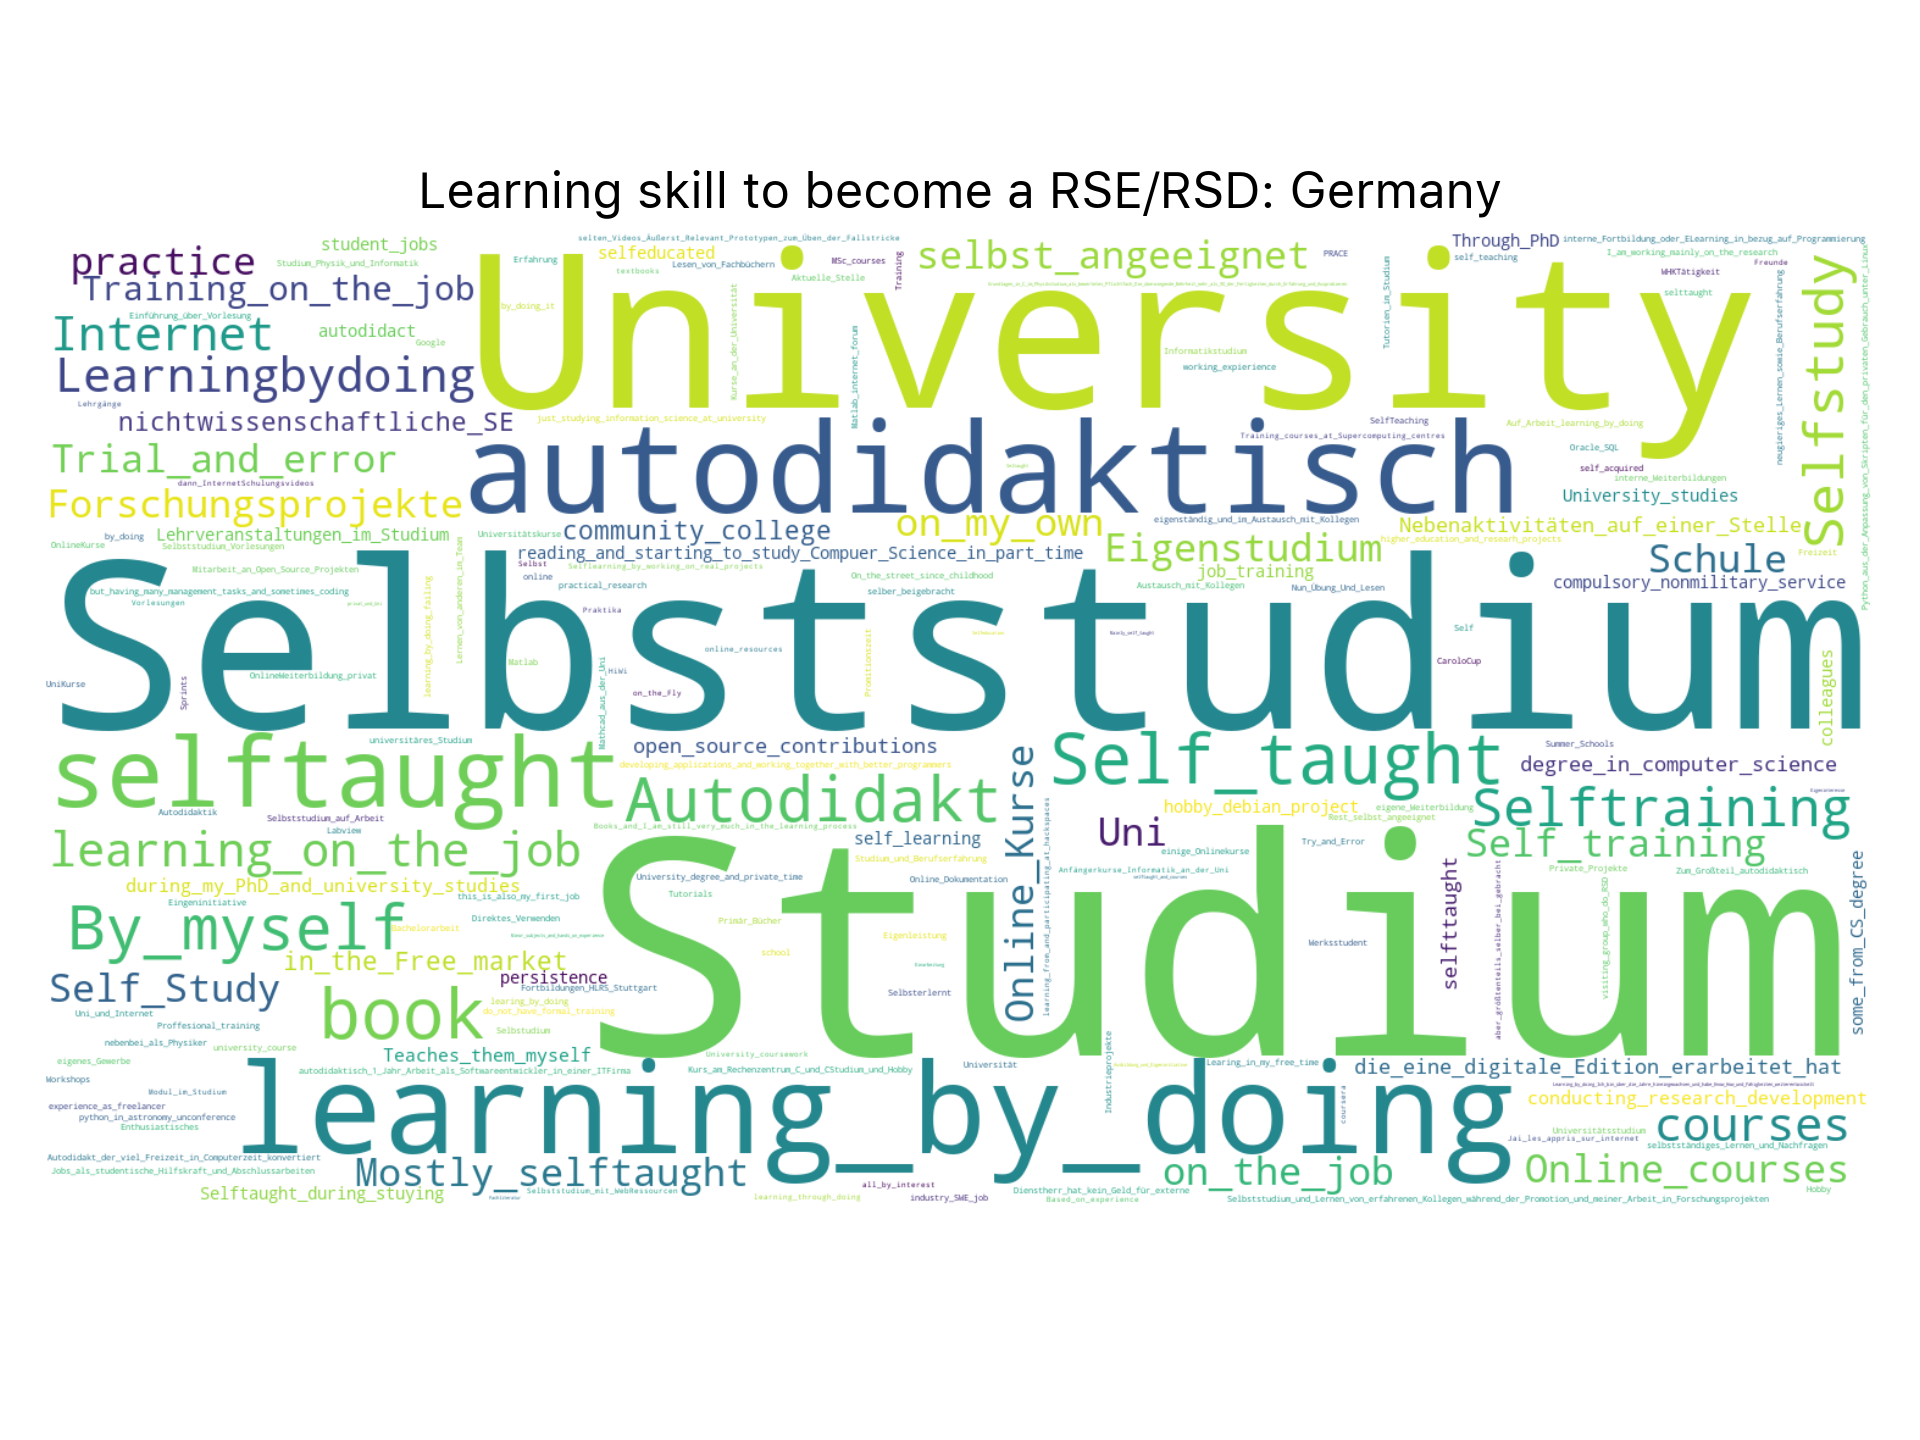 Learning skill to become a RSE/RSD: Germany
selten_Videos_Äußerst_Relevant_Prototypen_zum_Üben_der_Fallstricke
student_jobs
practice
Studium_Physik_und_Informatik
Training_on_the_job
Einführung_über_Vorlesung
Internet
autodidact
Google
Learningbydoing
Lehrgänge
nichtwissenschaftliche_SE
Erfahrung
selfeducated
textbooks
Lesen_von_Fachbüchern
MSc_courses
Aktuelle_Stelle
Training
selbst_angeeignet
PRACE
Through_PhD
self_teaching
interne_Fortbildung_oder_ELearning_in_bezug_auf_Programmierung
I_am_working_mainly_on_the_research
Freunde
WHKTätigkeit
selttaught
University
by_doing_it
Kurse_an_der_Universität
Matlab_internet_forum
Informatikstudium
working_expierience
Tutorien_im_Studium
neugieriges_Lernen_sowie_Berufserfahrung
Selfstudy
Python_aus_der_Anpassung_von_Skripten_für_den_privaten_Gebrauch_unter_Linux
just_studying_information_science_at_university
SelfTeaching
Auf_Arbeit_learning_by_doing
Training_courses_at_Supercomputing_centres
Oracle_SQL
self_acquired
interne_Weiterbildungen
University_studies
Trial_and_error
dann_InternetSchulungsvideos
autodidaktisch
Forschungsprojekte
by_doing
Lehrveranstaltungen_im_Studium
OnlineKurse
Selbststudium_Vorlesungen
Universitätskurse
community_college
on_my_own
eigenständig_und_im_Austausch_mit_Kollegen
Nebenaktivitäten_auf_einer_Stelle
higher_education_and_researh_projects
Freizeit
reading_and_starting_to_study_Compuer_Science_in_part_time
Eigenstudium
job_training
Schule
compulsory_nonmilitary_service
Mitarbeit_an_Open_Source_Projekten
but_having_many_management_tasks_and_sometimes_coding
Vorlesungen
learning_by_doing_failing
Lernen_von_anderen_im_Team
Selbst
Selflearning_by_working_on_real_projects
online
practical_research
On_the_street_since_childhood
selber_beigebracht
Austausch_mit_Kollegen
Nun_Übung_Und_Lesen
Praktika
Selbststudium
Self
online_resources
Promitionszeit
CaroloCup
Matlab
HiWi
on_the_Fly
OnlineWeiterbildung_privat
UniKurse
Sprints
Mathcad_aus_der_Uni
colleagues
universitäres_Studium
selftaught
open_source_contributions
developing_applications_and_working_together_with_better_programmers
Self_taught
Summer_Schools
degree_in_computer_science
Autodidaktik
Selbststudium_auf_Arbeit
Labview
Autodidakt
Books_and_I_am_still_very_much_in_the_learning_process
Online_Kurse
learning_from_and_participating_at_hackspaces
hobby_debian_project
eigene_Weiterbildung
Rest_selbst_angeeignet
Selftraining
Uni
einige_Onlinekurse
Try_and_Error
Self_training
learning_on_the_job
self_learning
Studium_und_Berufserfahrung
Anfängerkurse_Informatik_an_der_Uni
selftaught_and_courses
Private_Projekte
Zum_Großteil_autodidaktisch
during_my_PhD_and_university_studies
Eingeninitiative
this_is_also_my_first_job
University_degree_and_private_time
Tutorials
Online_Dokumentation
By_myself
Bachelorarbeit
Direktes_Verwenden
Primär_Bücher
Eigenleistung
school
Studium
Werksstudent
selfttaught
aber_größtenteils_selber_bei_gebracht
visiting_group_who_do_RSD
some_from_CS_degree
in_the_Free_market
persistence
Fortbildungen_HLRS_Stuttgart
Selbsterlernt
Self_Study
book
learing_by_doing
do_not_have_formal_training
Selbstudium
Uni_und_Internet
Proffesional_training
nebenbei_als_Physiker
university_course
Teaches_them_myself
University_coursework
eigenes_Gewerbe
autodidaktisch_1_Jahr_Arbeit_als_Softwareentwickler_in_einer_ITFirma
Kurs_am_Rechenzentrum_C_und_CStudium_und_Hobby
Universität
Industrieprojekte
Learing_in_my_free_time
die_eine_digitale_Edition_erarbeitet_hat
Workshops
Modul_im_Studium
experience_as_freelancer
python_in_astronomy_unconference
Enthusiastisches
learning_by_doing
coursera
conducting_research_development
courses
Universitätsstudium
Jai_les_appris_sur_internet
selbstständiges_Lernen_und_Nachfragen
Autodidakt_der_viel_Freizeit_in_Computerzeit_konvertiert
Jobs_als_studentische_Hilfskraft_und_Abschlussarbeiten
Mostly_selftaught
Selftaught_during_stuying
Selbststudium_mit_WebRessourcen
learning_through_doing
all_by_interest
industry_SWE_job
Dienstherr_hat_kein_Geld_für_externe
Based_on_experience
on_the_job
Online_courses
Hobby
Selbststudium_und_Lernen_von_erfahrenen_Kollegen_während_der_Promotion_und_meiner_Arbeit_in_Forschungsprojekten